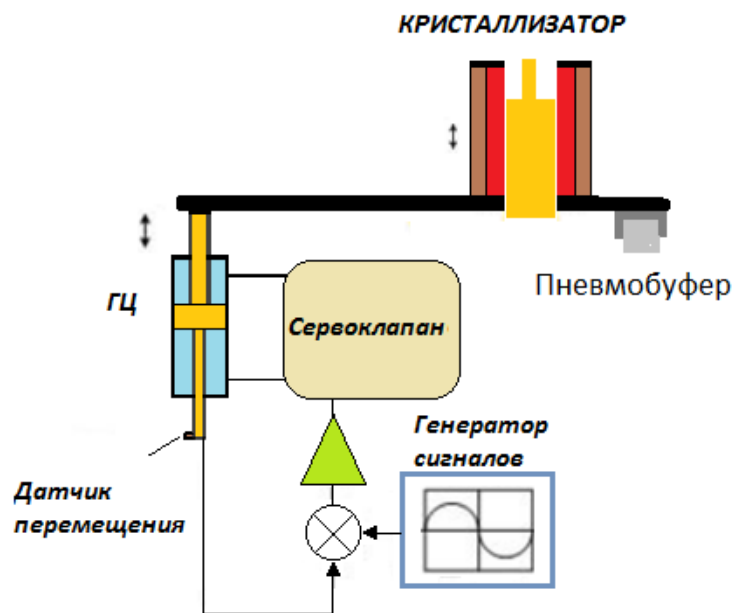 КРИСТАЛЛИЗАТОР
Пневмобуфер
ГЦ
Сервоклапан
Генератор
сигналов
Датчик
перемещения